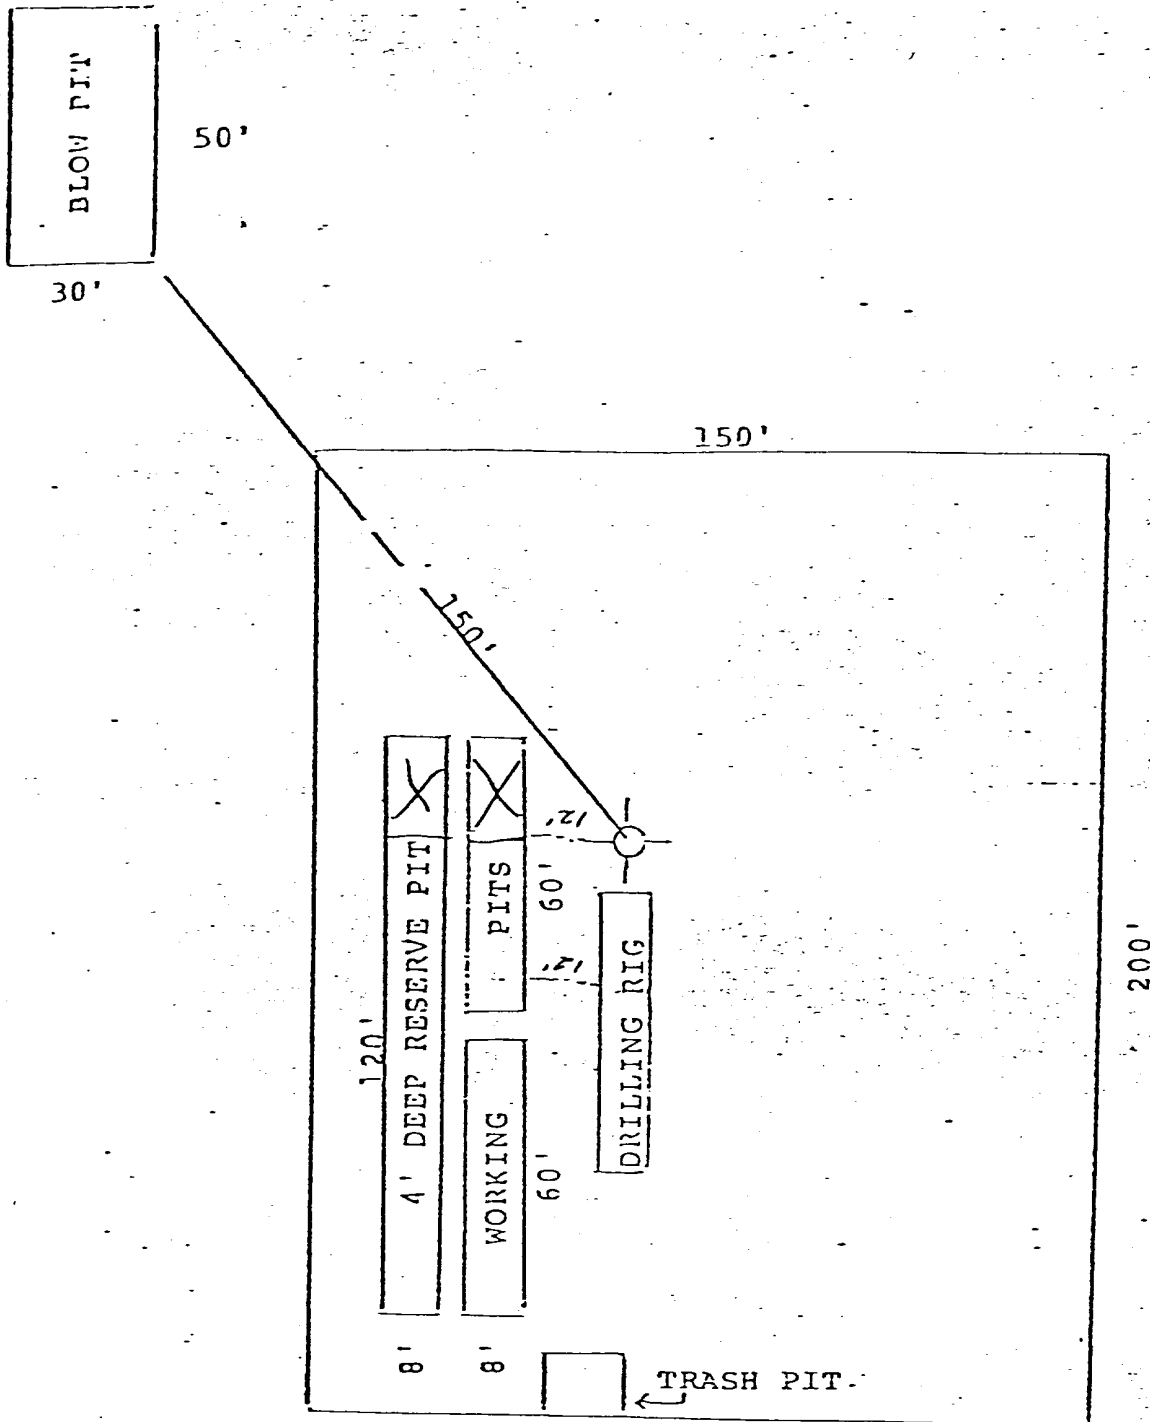 BLOW PIT
50'
30'
150'
150'
12'
4' DEEP RESERVE PIT
PITS
60'
12'
120'
DRILLING RIG
200'
WORKING
60'
8'
8'
TRASH PIT